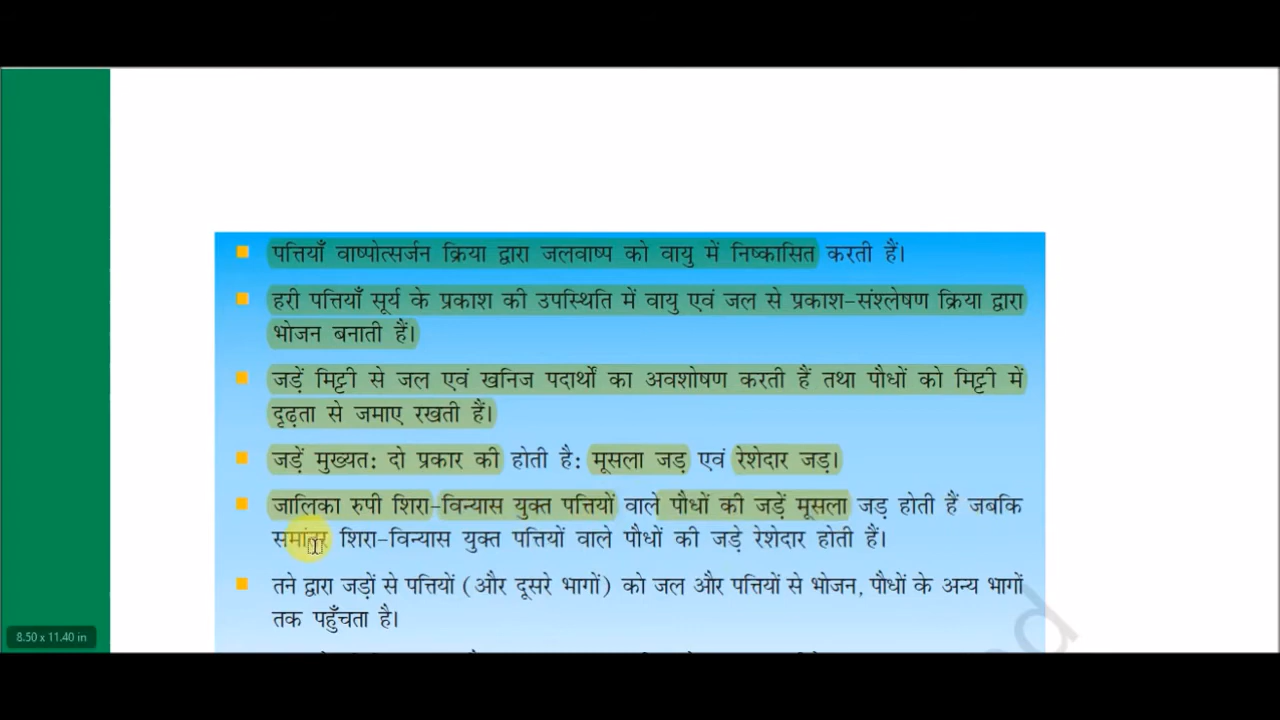 पत्तियाँ वाष्पोत्सर्जन क्रिया द्वारा जलवाष्प को वायु में निष्कासित करती हैं।
हरी पत्तियाँ सूर्य के प्रकाश की उपस्थिति में वायु एवं जल से प्रकाश-संश्लेषण क्रिया द्वारा
भोजन बनाती हैं।
जड़ें मिट्टी से जल एवं खनिज पदार्थों का अवशोषण करती हैं तथा पौधों को मिट्टी में
दृढ़ता से जमाए रखती हैं।
जड़ें मुख्यत: दो प्रकार की होती है: मूसला जड़ एवं रेशेदार जड़।
जालिका रुपी शिरा-विन्यास युक्त पत्तियों वाले पौधों की जड़ें मूसला जड़ होती हैं जबकि
समांतर शिरा-विन्यास युक्त पत्तियों वाले पौधों की जड़े रेशेदार होती हैं।
तने द्वारा जड़ों से पत्तियों (और दूसरे भागों) को जल और पत्तियों से भोजन, पौधों के अन्य भागों
तक पहुँचता है।
8.50 x 11.40 in